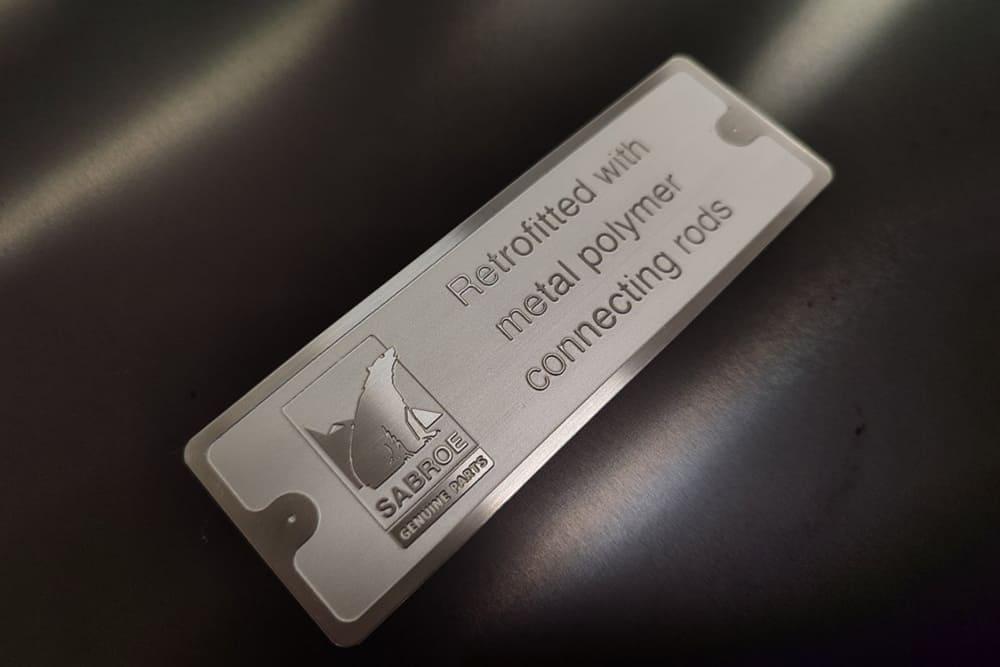 Retrofitted with
metal polymer
connecting rods
SABROE
GENUINE PARTS